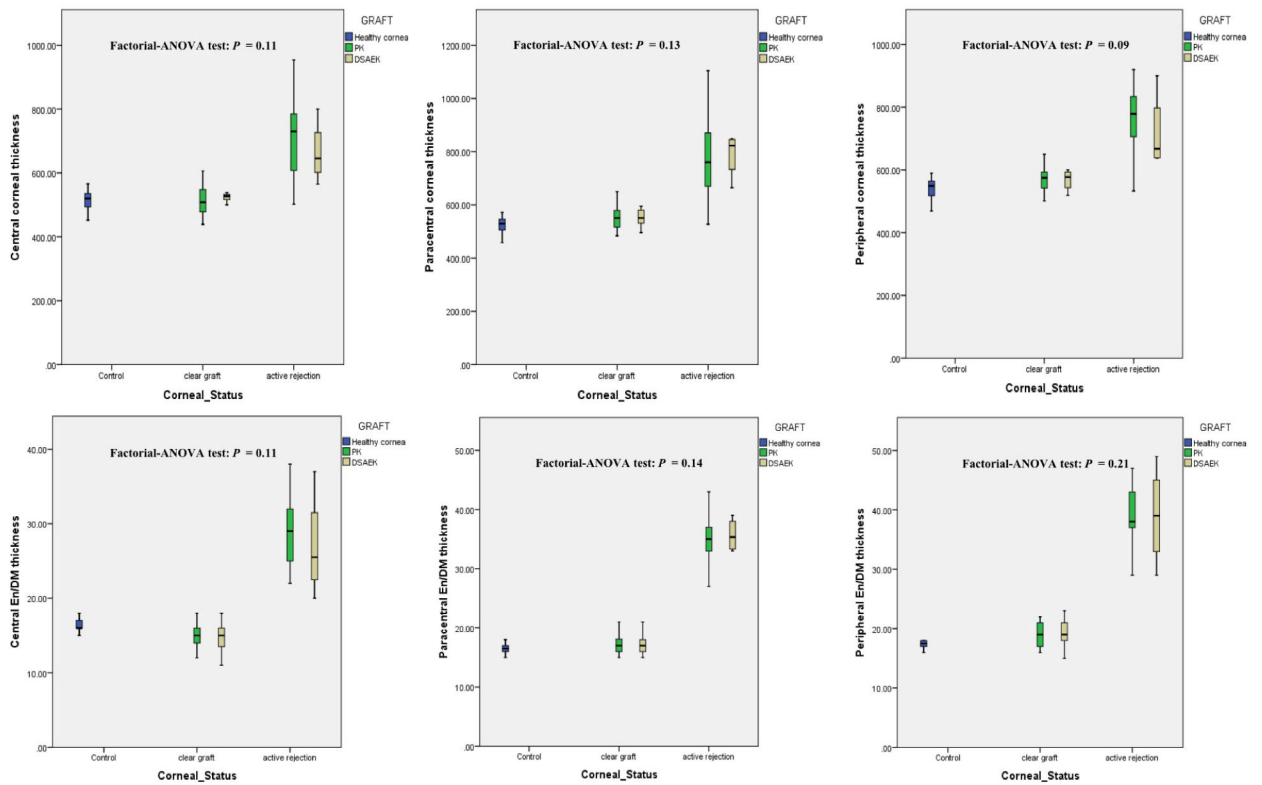 GRAFT
Healthy cornea
PK
DSAEK
Factorial-ANOVA test: P = 0.11
Central corneal thickness
1000.00
800.00
600.00
400.00
200.00
.00
Control
clear graft
active rejection
Corneal_Status
GRAFT
Healthy cornea
PK
DSAEK
Factorial-ANOVA test: P = 0.13
Paracentral corneal thickness
1200.00
1000.00
800.00
600.00
400.00
200.00
.00
Control
clear graft
active rejection
Corneal_Status
GRAFT
Healthy cornea
PK
DSAEK
Factorial-ANOVA test: P = 0.09
Peripheral corneal thickness
1000.00
800.00
600.00
400.00
200.00
.00
Control
clear graft
active rejection
Corneal_Status
GRAFT
Healthy cornea
PK
DSAEK
Factorial-ANOVA test: P = 0.11
Central En/DM thickness
40.00
30.00
20.00
10.00
.00
Control
clear graft
active rejection
Corneal_Status
GRAFT
Healthy cornea
PK
DSAEK
Factorial-ANOVA test: P = 0.14
Paracentral En/DM thickness
50.00
40.00
30.00
20.00
10.00
.00
Control
clear graft
active rejection
Corneal_Status
GRAFT
Healthy cornea
PK
DSAEK
Factorial-ANOVA test: P = 0.21
Peripheral En/DM thickness
50.00
40.00
30.00
20.00
10.00
.00
Control
clear graft
active rejection
Corneal_Status